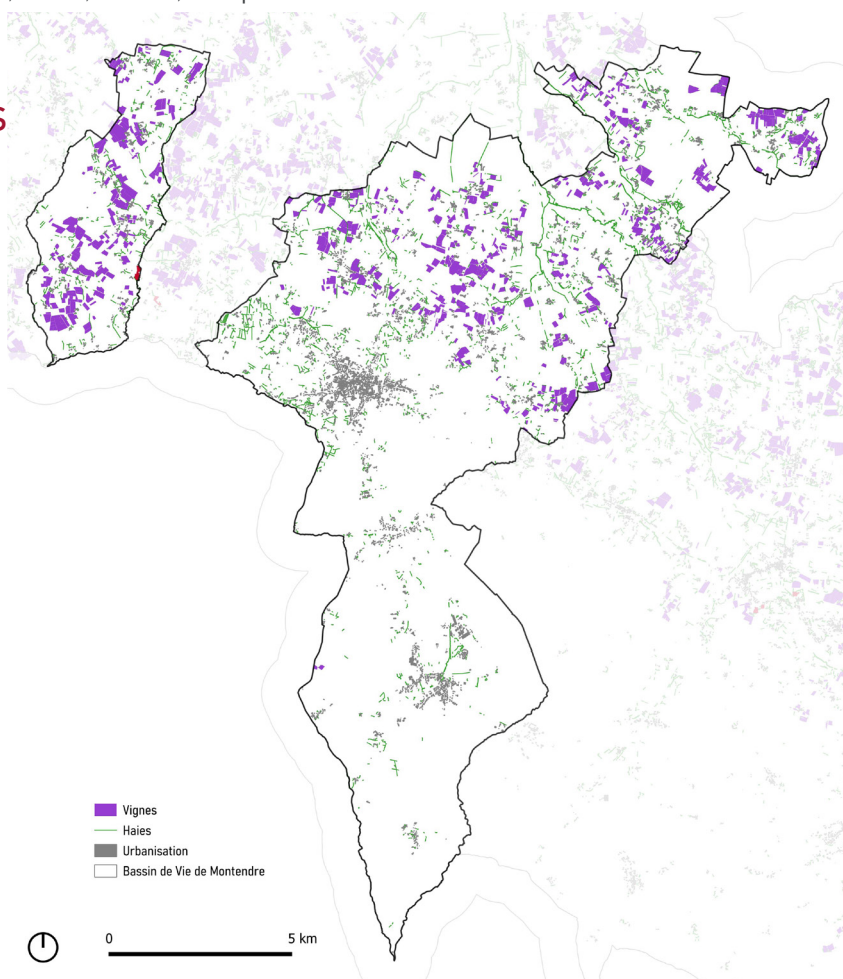 s
Vignes
Haies
Urbanisation
Bassin de Vie de Montendre
0 5 km